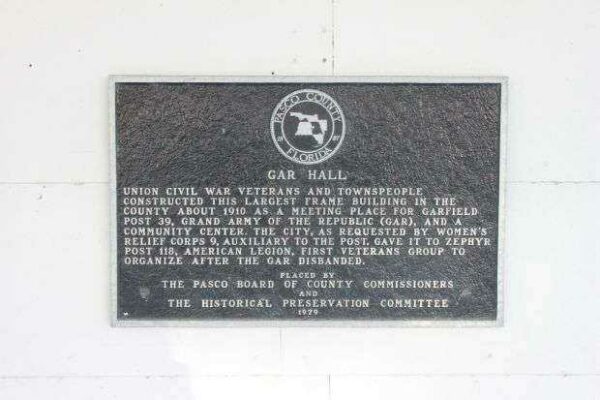 PASCO COUNTY
FLORIDA
GAR HALL
UNION CIVIL WAR VETERANS AND TOWNSPEOPLE
CONSTRUCTED THIS LARGEST FRAME BUILDING IN THE
COUNTY ABOUT 1910 AS A MEETING PLACE FOR GARFIELD
POST 39, GRAND ARMY OF THE REPUBLIC (GAR), AND A
COMMUNITY CENTER. THE CITY, AS REQUESTED BY WOMEN'S
RELIEF CORPS 9, AUXILIARY TO THE POST, GAVE IT TO ZEPHYR
POST 118, AMERICAN LEGION, FIRST VETERANS GROUP TO
ORGANIZE AFTER THE GAR DISBANDED.
PLACED BY
THE PASCO BOARD OF COUNTY COMMISSIONERS
AND
THE HISTORICAL PRESERVATION COMMITTEE
1979